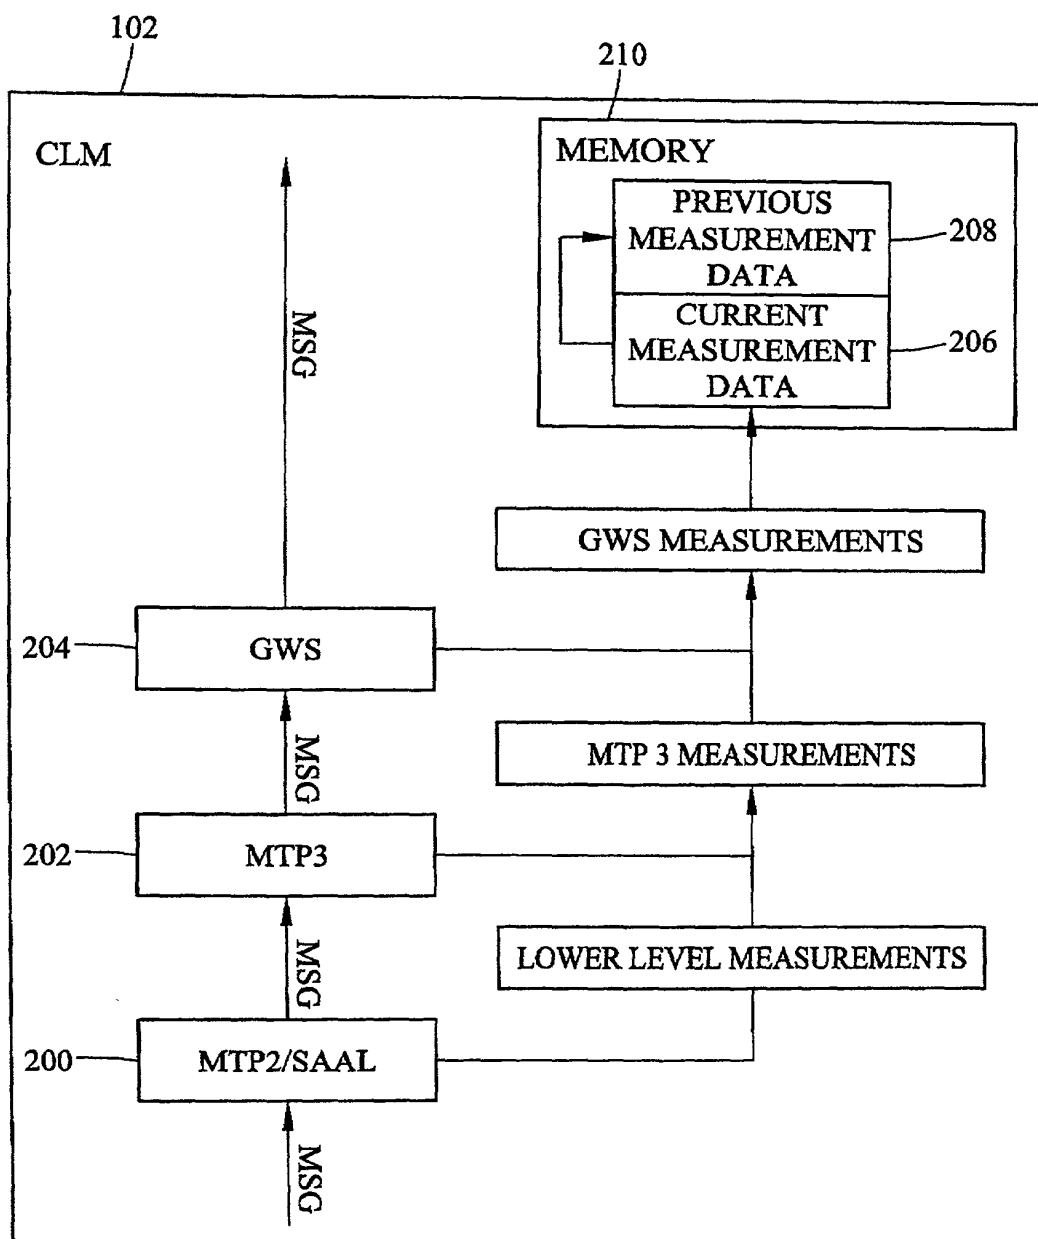 102
210
CLM
MEMORY
PREVIOUS
MEASUREMENT
DATA
208
CURRENT
MEASUREMENT
DATA
206
MSG
GWS MEASUREMENTS
204
GWS
MSG
MTP 3 MEASUREMENTS
202
MTP3
MSG
LOWER LEVEL MEASUREMENTS
200
MTP2/SAAL
MSG